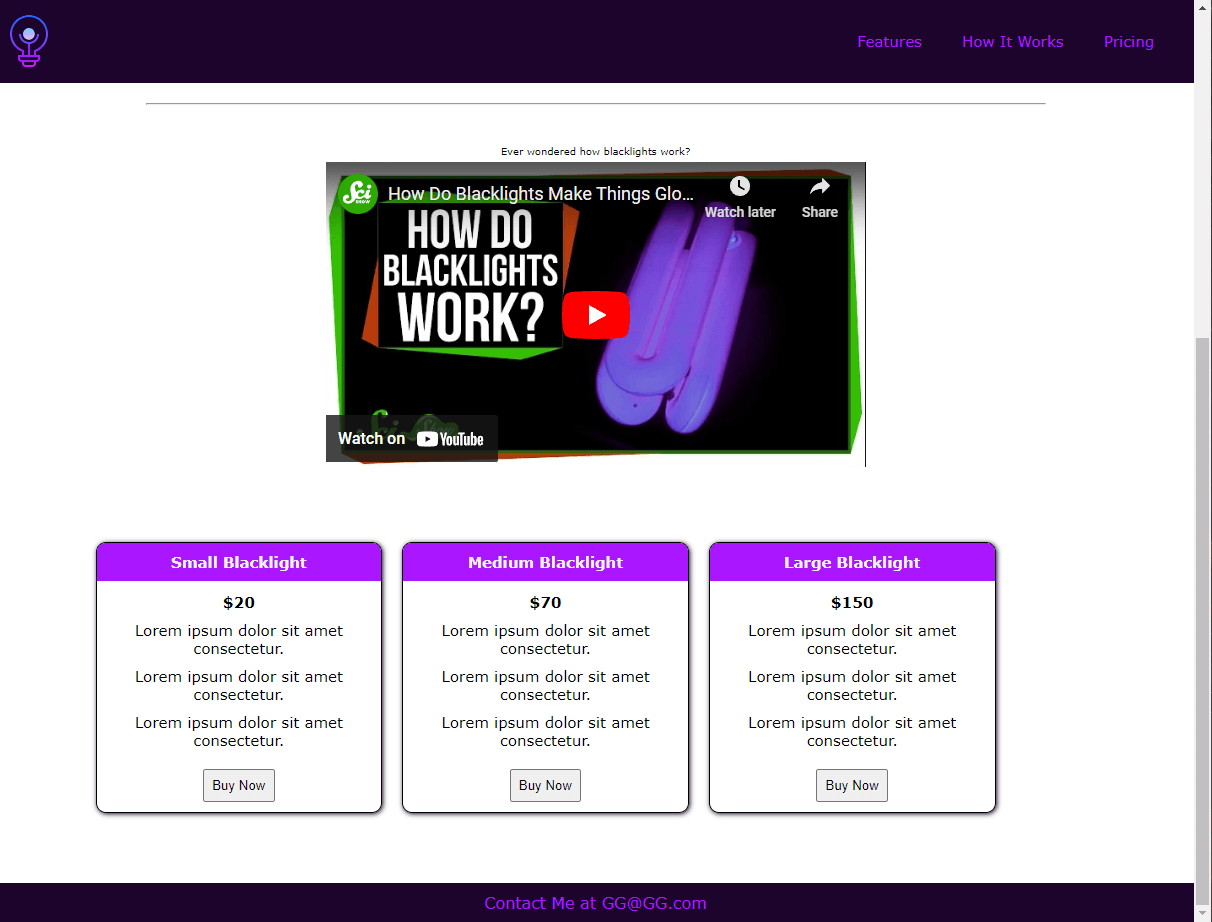 Features How It Works Pricing
Ever wondered how blacklights work?
Sci
SHOW
How Do Blacklights Make Things Glo...
Watch later
Share
HOW DO
BLACKLIGHTS
WORK?
Watch on YouTube
Small Blacklight
$20
Lorem ipsum dolor sit amet
consectetur.
Lorem ipsum dolor sit amet
consectetur.
Lorem ipsum dolor sit amet
consectetur.
Buy Now
Medium Blacklight
$70
Lorem ipsum dolor sit amet
consectetur.
Lorem ipsum dolor sit amet
consectetur.
Lorem ipsum dolor sit amet
consectetur.
Buy Now
Large Blacklight
$150
Lorem ipsum dolor sit amet
consectetur.
Lorem ipsum dolor sit amet
consectetur.
Lorem ipsum dolor sit amet
consectetur.
Buy Now
Contact Me at GG@GG.com